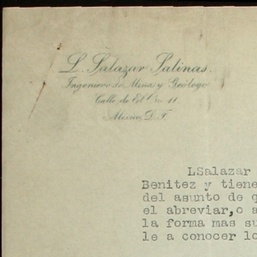 L. Salazar Salinas.
Ingeniero de Minas y Geólogo
Calle de
México, D. F.
LSalazar
Benitez y tiene
del asunto de q
el abreviar,o a
la forma mas su
le a conocer lo